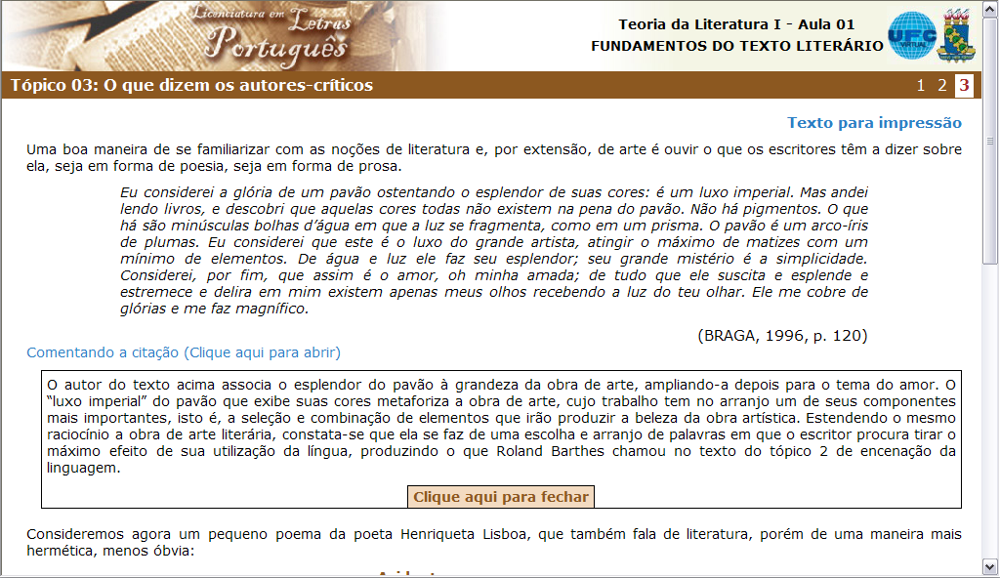 Licenciatura em Letras
Português
Teoria da Literatura I - Aula 01
FUNDAMENTOS DO TEXTO LITERÁRIO
UFC
VIRTUAL
Tópico 03: O que dizem os autores-críticos
1 2 3
Texto para impressão
Uma boa maneira de se familiarizar com as noções de literatura e, por extensão, de arte é ouvir o que os escritores têm a dizer sobre
ela, seja em forma de poesia, seja em forma de prosa.
Eu considerei a glória de um pavão ostentando o esplendor de suas cores: é um luxo imperial. Mas andei
lendo livros, e descobri que aquelas cores todas não existem na pena do pavão. Não há pigmentos. O que
há são minúsculas bolhas d’água em que a luz se fragmenta, como em um prisma. O pavão é um arco-íris
de plumas. Eu considerei que este é o luxo do grande artista, atingir o máximo de matizes com um
mínimo de elementos. De água e luz ele faz seu esplendor; seu grande mistério é a simplicidade.
Considerei, por fim, que assim é o amor, oh minha amada; de tudo que ele suscita e esplende e
estremece e delira em mim existem apenas meus olhos recebendo a luz do teu olhar. Ele me cobre de
glórias e me faz magnífico.
(BRAGA, 1996, p. 120)
Comentando a citação (Clique aqui para abrir)
O autor do texto acima associa o esplendor do pavão à grandeza da obra de arte, ampliando-a depois para o tema do amor. O
“luxo imperial” do pavão que exibe suas cores metaforiza a obra de arte, cujo trabalho tem no arranjo um de seus componentes
mais importantes, isto é, a seleção e combinação de elementos que irão produzir a beleza da obra artística. Estendendo o mesmo
raciocínio a obra de arte literária, constata-se que ela se faz de uma escolha e arranjo de palavras em que o escritor procura tirar o
máximo efeito de sua utilização da língua, produzindo o que Roland Barthes chamou no texto do tópico 2 de encenação da
linguagem.
Clique aqui para fechar
Consideremos agora um pequeno poema da poeta Henriqueta Lisboa, que também fala de literatura, porém de uma maneira mais
hermética, menos óbvia: